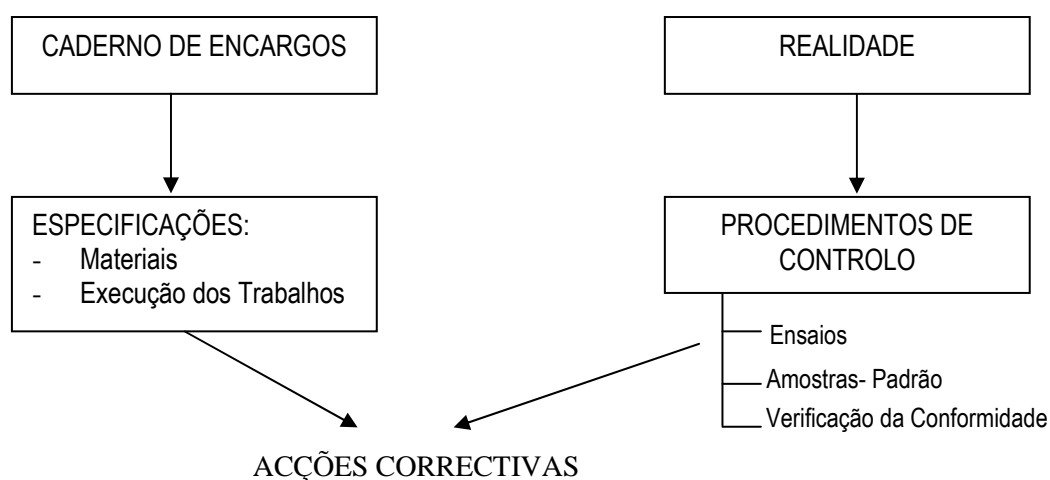 CADERNO DE ENCARGOS
REALIDADE
ESPECIFICAÇÕES:
- Materiais
- Execução dos Trabalhos
PROCEDIMENTOS DE
CONTROLO
Ensaios
Amostras- Padrão
Verificação da Conformidade
ACÇÕES CORRECTIVAS